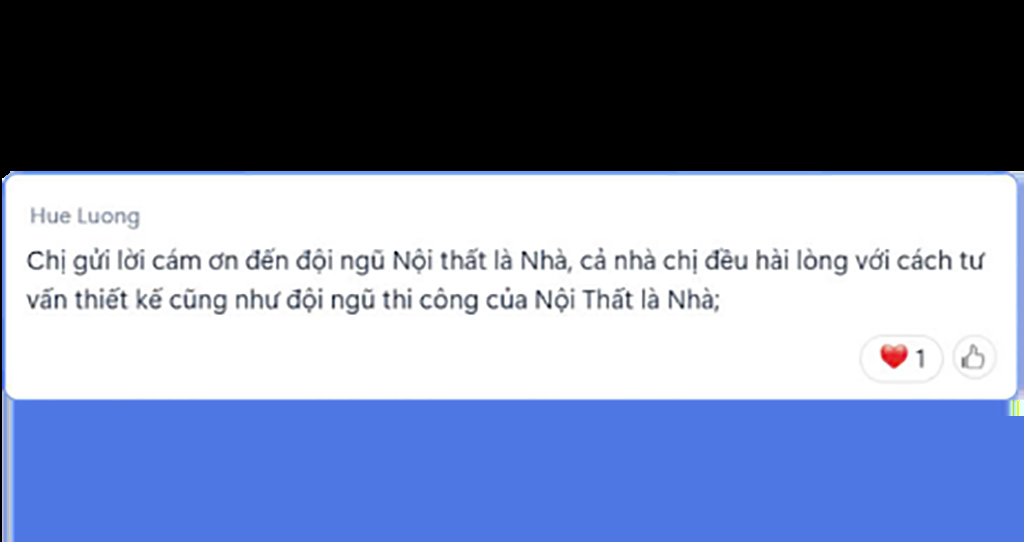 Hue Luong
Chị gửi lời cám ơn đến đội ngũ Nội thất là Nhà, cả nhà chị đều hài lòng với cách tư
vấn thiết kế cũng như đội ngũ thi công của Nội Thất là Nhà;
1